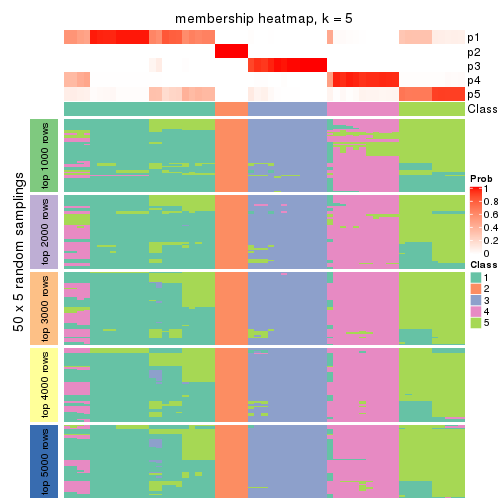 membership heatmap, k = 5
p1
p2
p3
p4
p5
Class
50 x 5 random samplings
top 1000 rows
top 2000 rows
top 3000 rows
top 4000 rows
top 5000 rows
Prob
1
0.8
0.6
0.4
0.2
0
Class
1
2
3
4
5